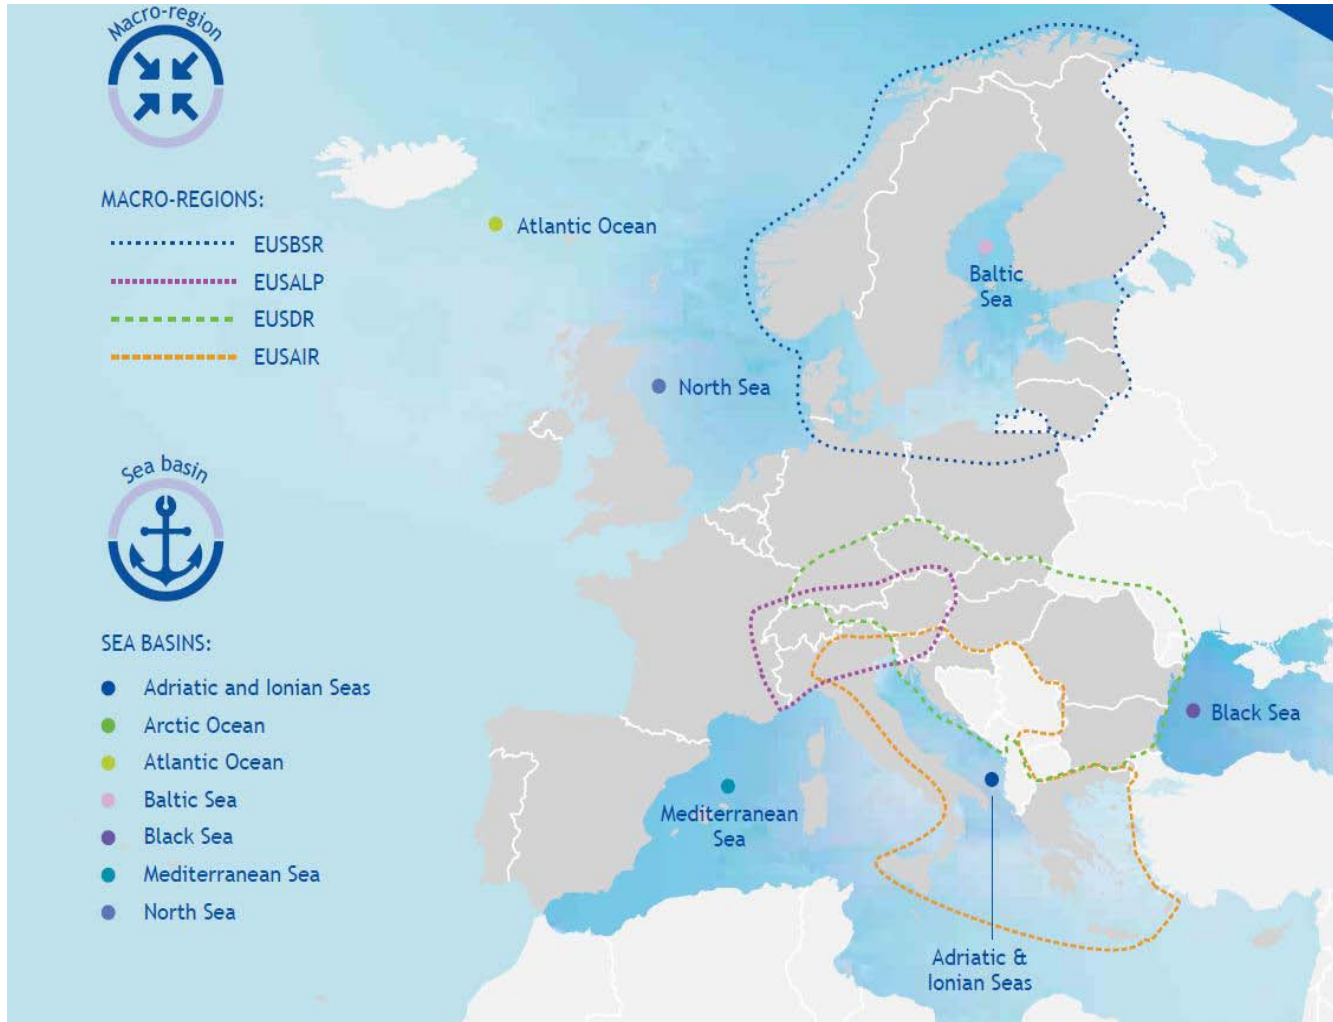 Macro-region
MACRO-REGIONS:
EUSBSR
EUSALP
EUSDR
EUSAIR
Sea basin
SEA BASINS:
Adriatic and Ionian Seas
Arctic Ocean
Atlantic Ocean
Baltic Sea
Black Sea
Mediterranean Sea
North Sea
Atlantic Ocean
Baltic
Sea
North Sea
Black Sea
Mediterranean
Sea
Adriatic &
Ionian Seas